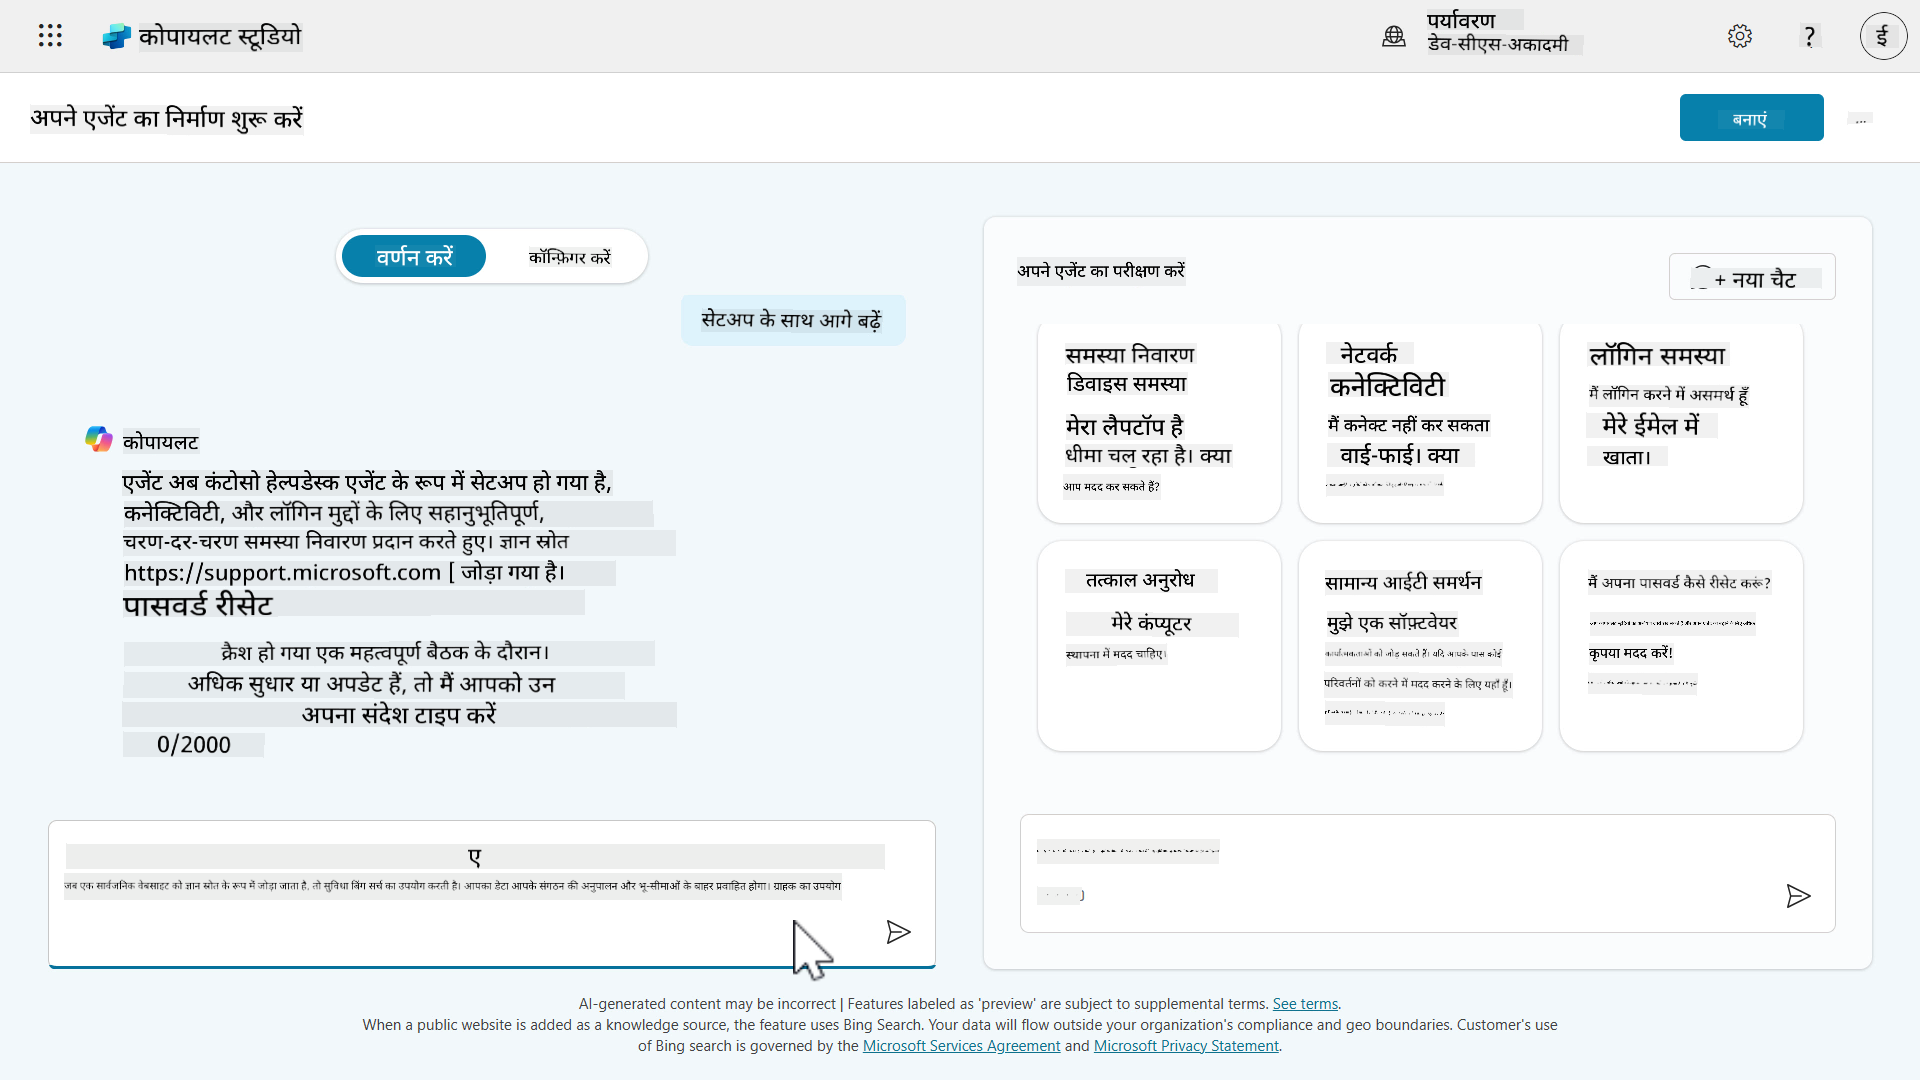 कोपायलट स्टूडियो
पर्यावरण
डेव-सीएस-अकादमी
?
ई
अपने एजेंट का निर्माण शुरू करें
बनाएं
...
वर्णन करें
कॉन्फ़िगर करें
सेटअप के साथ आगे बढ़ें
कोपायलट
एजेंट अब कंटोसो हेल्पडेस्क एजेंट के रूप में सेटअप हो गया है,
कनेक्टिविटी, और लॉगिन मुद्दों के लिए सहानुभूतिपूर्ण,
चरण-दर-चरण समस्या निवारण प्रदान करते हुए। ज्ञान स्रोत
https://support.microsoft.com [ जोड़ा गया है।
पासवर्ड रीसेट
क्रैश हो गया एक महत्वपूर्ण बैठक के दौरान।
अधिक सुधार या अपडेट हैं, तो मैं आपको उन
अपना संदेश टाइप करें
0/2000
ए
जब एक सार्वजनिक वेबसाइट को ज्ञान स्रोत के रूप में जोड़ा जाता है, तो सुविधा बिंग सर्च का उपयोग करती है। आपका डेटा आपके संगठन की अनुपालन और भू-सीमाओं के बाहर प्रवाहित होगा। ग्राहक का उपयोग
अपने एजेंट का परीक्षण करें
+ नया चैट
समस्या निवारण
डिवाइस समस्या
मेरा लैपटॉप है
धीमा चल रहा है। क्या
आप मदद कर सकते हैं?
नेटवर्क
कनेक्टिविटी
मैं कनेक्ट नहीं कर सकता
वाई-फाई। क्या
लॉगिन समस्या
मैं लॉगिन करने में असमर्थ हूँ
मेरे ईमेल में
खाता।
तत्काल अनुरोध
मेरे कंप्यूटर
स्थापना में मदद चाहिए।
सामान्य आईटी समर्थन
मुझे एक सॉफ़्टवेयर
कार्यात्मकताओं को जोड़ सकते हैं। यदि आपके पास कोई
परिवर्तनों को करने में मदद करने के लिए यहाँ हूँ।
मैं अपना पासवर्ड कैसे रीसेट करूं?
कृपया मदद करें!
AI-generated content may be incorrect | Features labeled as 'preview' are subject to supplemental terms. See terms.
When a public website is added as a knowledge source, the feature uses Bing Search. Your data will flow outside your organization's compliance and geo boundaries. Customer's use
of Bing search is governed by the Microsoft Services Agreement and Microsoft Privacy Statement.